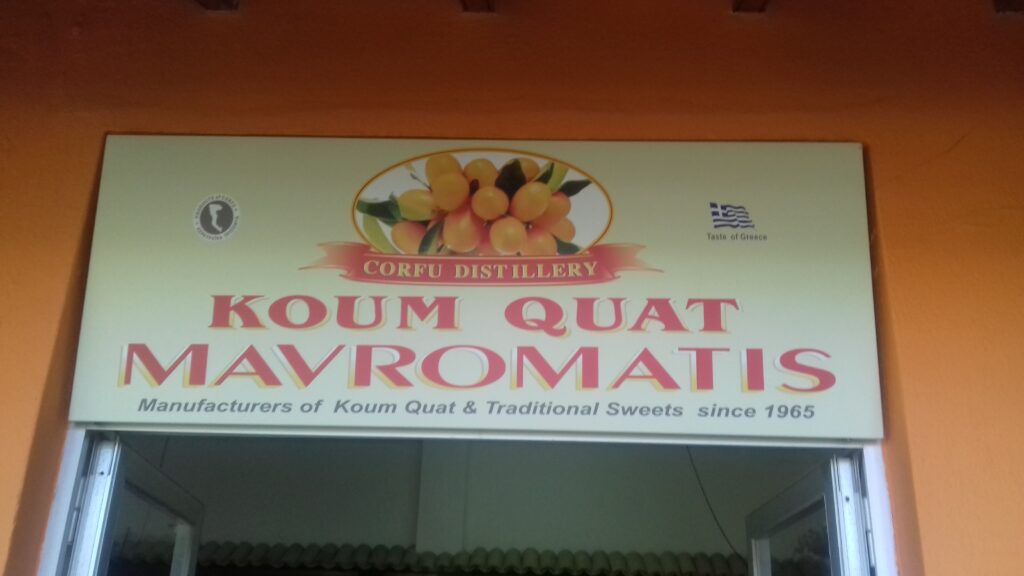 CORFU DISTILLERY
Taste of Greece
KOUM QUAT
MAVROMATIS
Manufacturers of Koum Quat & Traditional Sweets since 1965